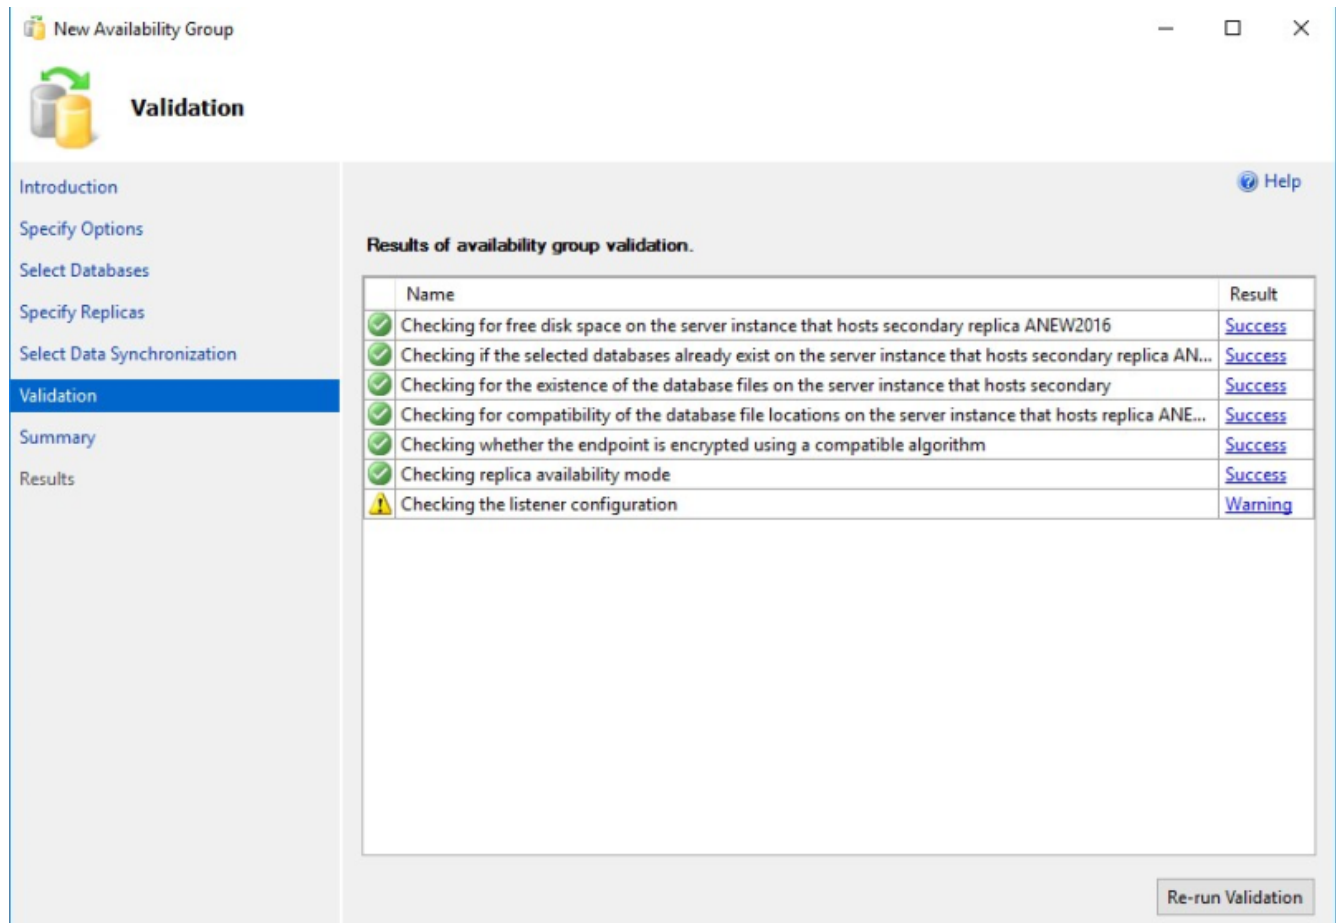 New Availability Group
Validation
Introduction
Specify Options
Select Databases
Specify Replicas
Select Data Synchronization
Validation
Summary
Results
Help
Results of availability group validation.
Name Result
Checking for free disk space on the server instance that hosts secondary replica ANEW2016 Success
Checking if the selected databases already exist on the server instance that hosts secondary replica AN... Success
Checking for the existence of the database files on the server instance that hosts secondary Success
Checking for compatibility of the database file locations on the server instance that hosts replica ANE... Success
Checking whether the endpoint is encrypted using a compatible algorithm Success
Checking replica availability mode Success
Checking the listener configuration Warning
Re-run Validation